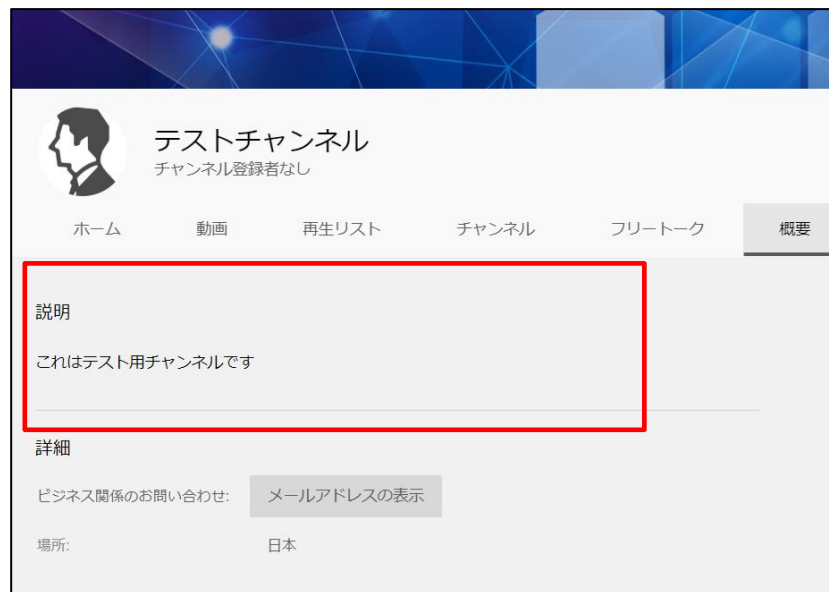 テストチャンネル
チャンネル登録者なし
ホーム 動画 再生リスト チャンネル フリートーク 概要
説明
これはテスト用チャンネルです
詳細
ビジネス関係のお問い合わせ: メールアドレスの表示
場所: 日本